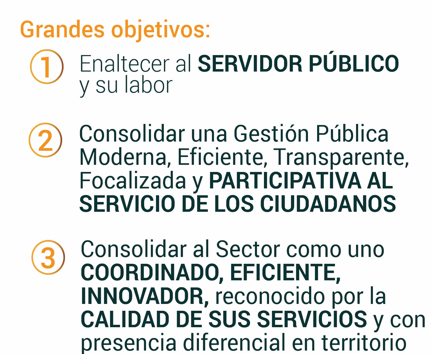 Grandes objetivos:
1 Enaltecer al SERVIDOR PÚBLICO
y su labor
2 Consolidar una Gestión Pública
Moderna, Eficiente, Transparente,
Focalizada y PARTICIPATIVA AL
SERVICIO DE LOS CIUDADANOS
3 Consolidar al Sector como uno
COORDINADO, EFICIENTE,
INNOVADOR, reconocido por la
CALIDAD DE SUS SERVICIOS y con
presencia diferencial en territorio